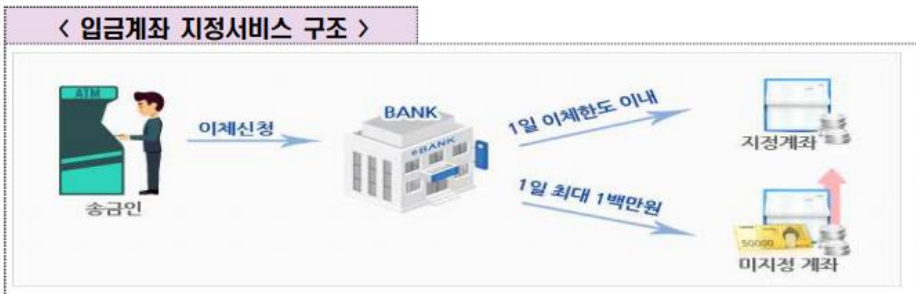 < 입금계좌 지정서비스 구조 >
ATM
이체신청
송금인
BANK
eBANK
1일 이체한도 이내
지정계좌
1일 최대 1백만원
50000
미지정 계좌